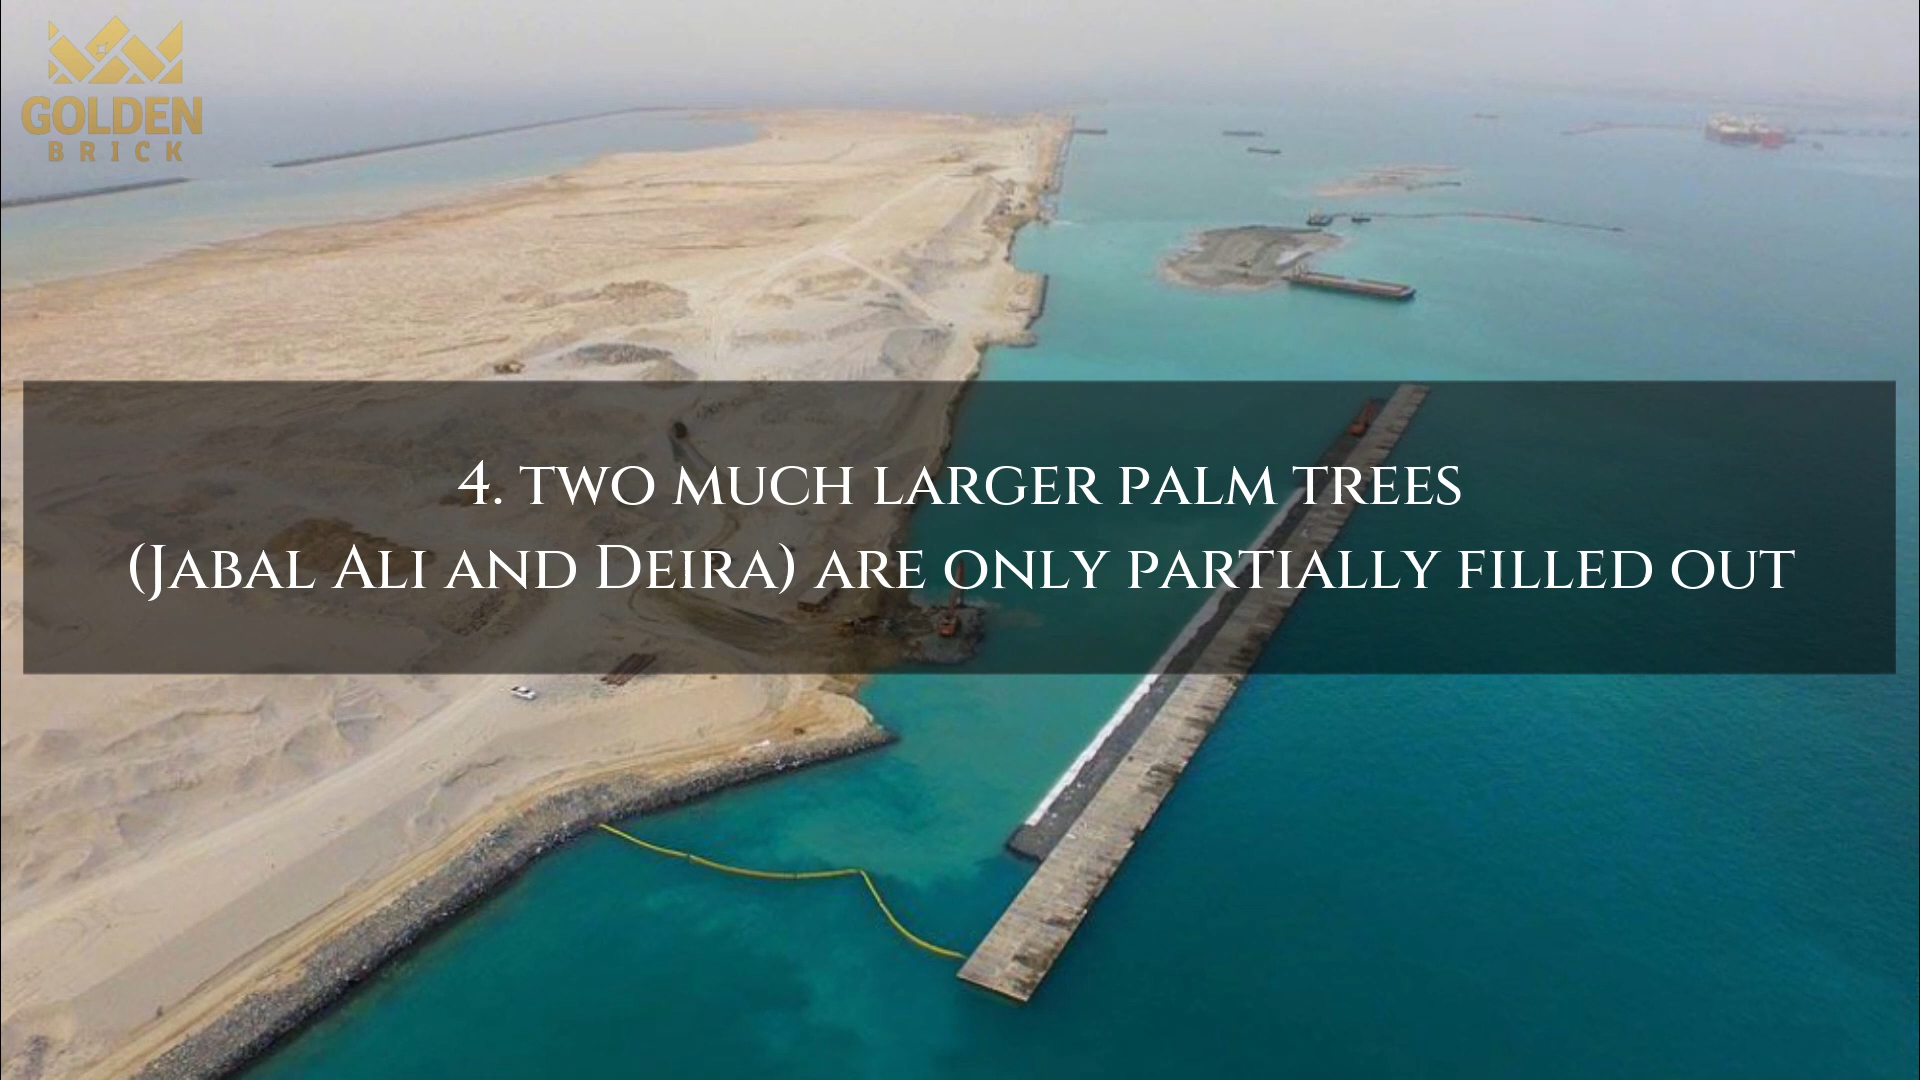 GOLDEN
BRICK
4. TWO MUCH LARGER PALM TREES
(JABAL ALI AND DEIRA) ARE ONLY PARTIALLY FILLED OUT